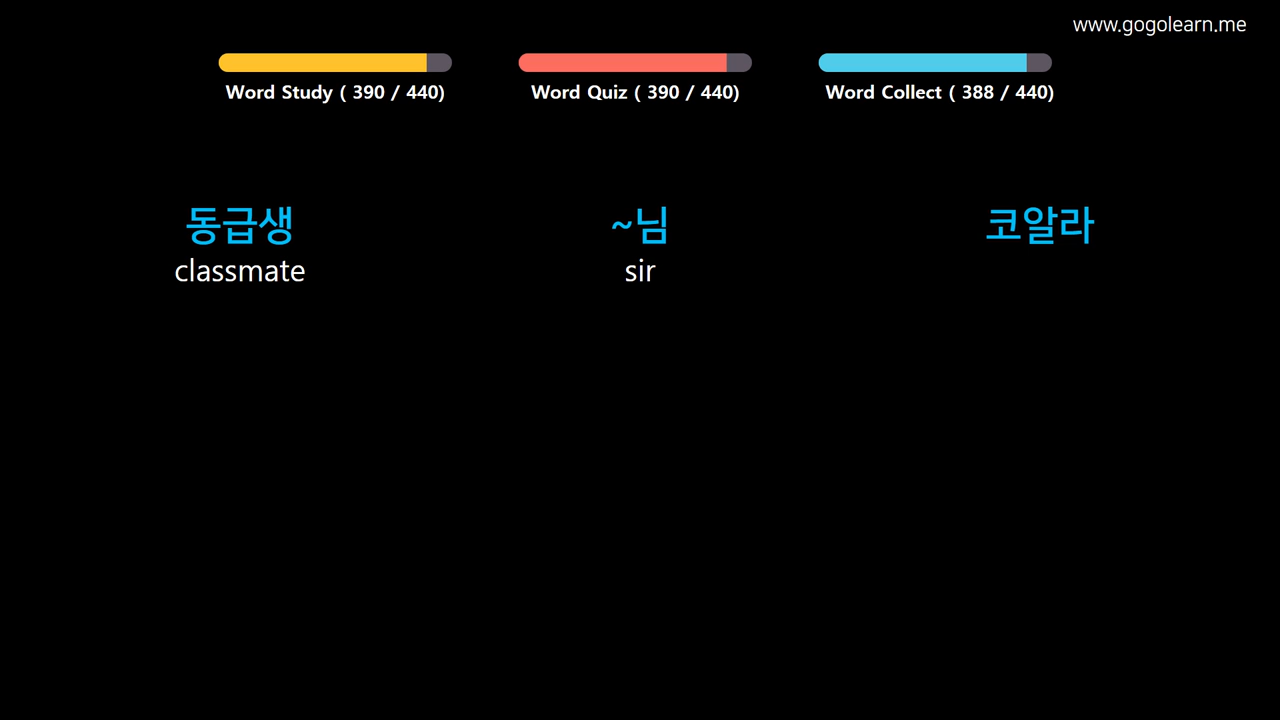 www.gogolearn.me
Word Study ( 390 / 440)
Word Quiz ( 390 / 440)
Word Collect ( 388 / 440)
동급생
classmate
~님
sir
코알라